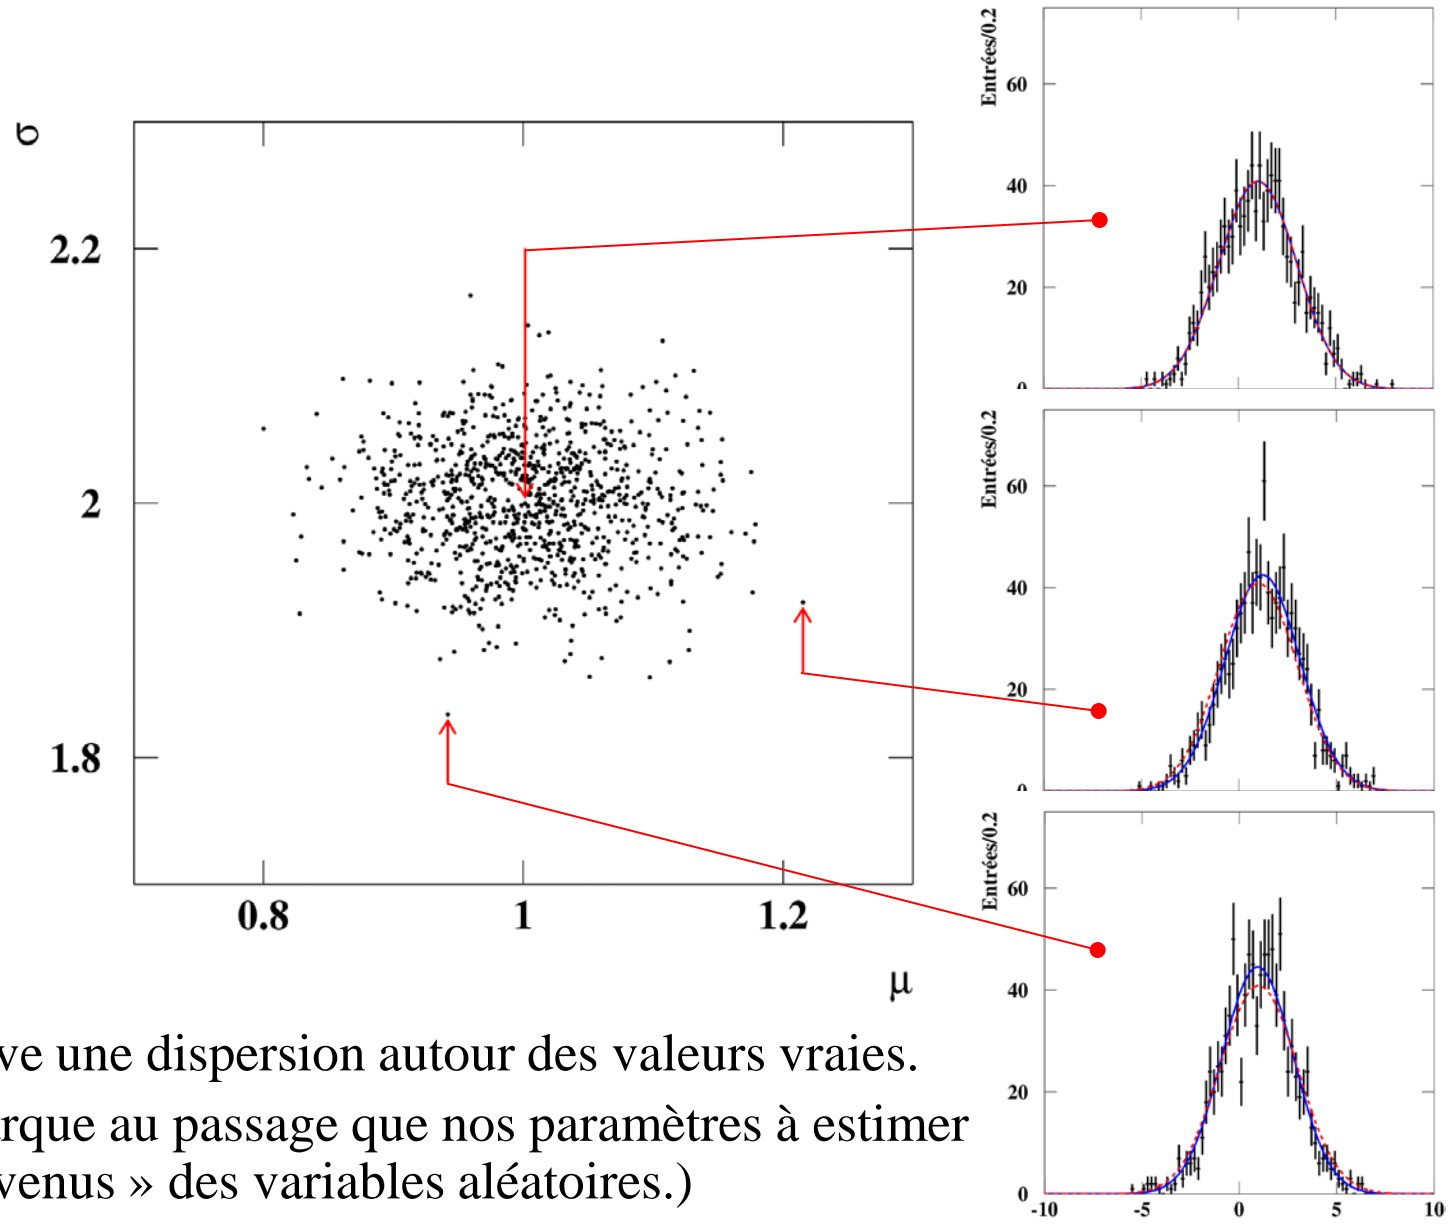 σ
2.2
2
1.8
0.8 1 1.2
μ
Entrées/0.2
60
40
20
0
Entrées/0.2
60
40
20
0
Entrées/0.2
60
40
20
0
-10 -5 0 5 10
ve une dispersion autour des valeurs vraies.
rque au passage que nos paramètres à estimer
venus » des variables aléatoires.)